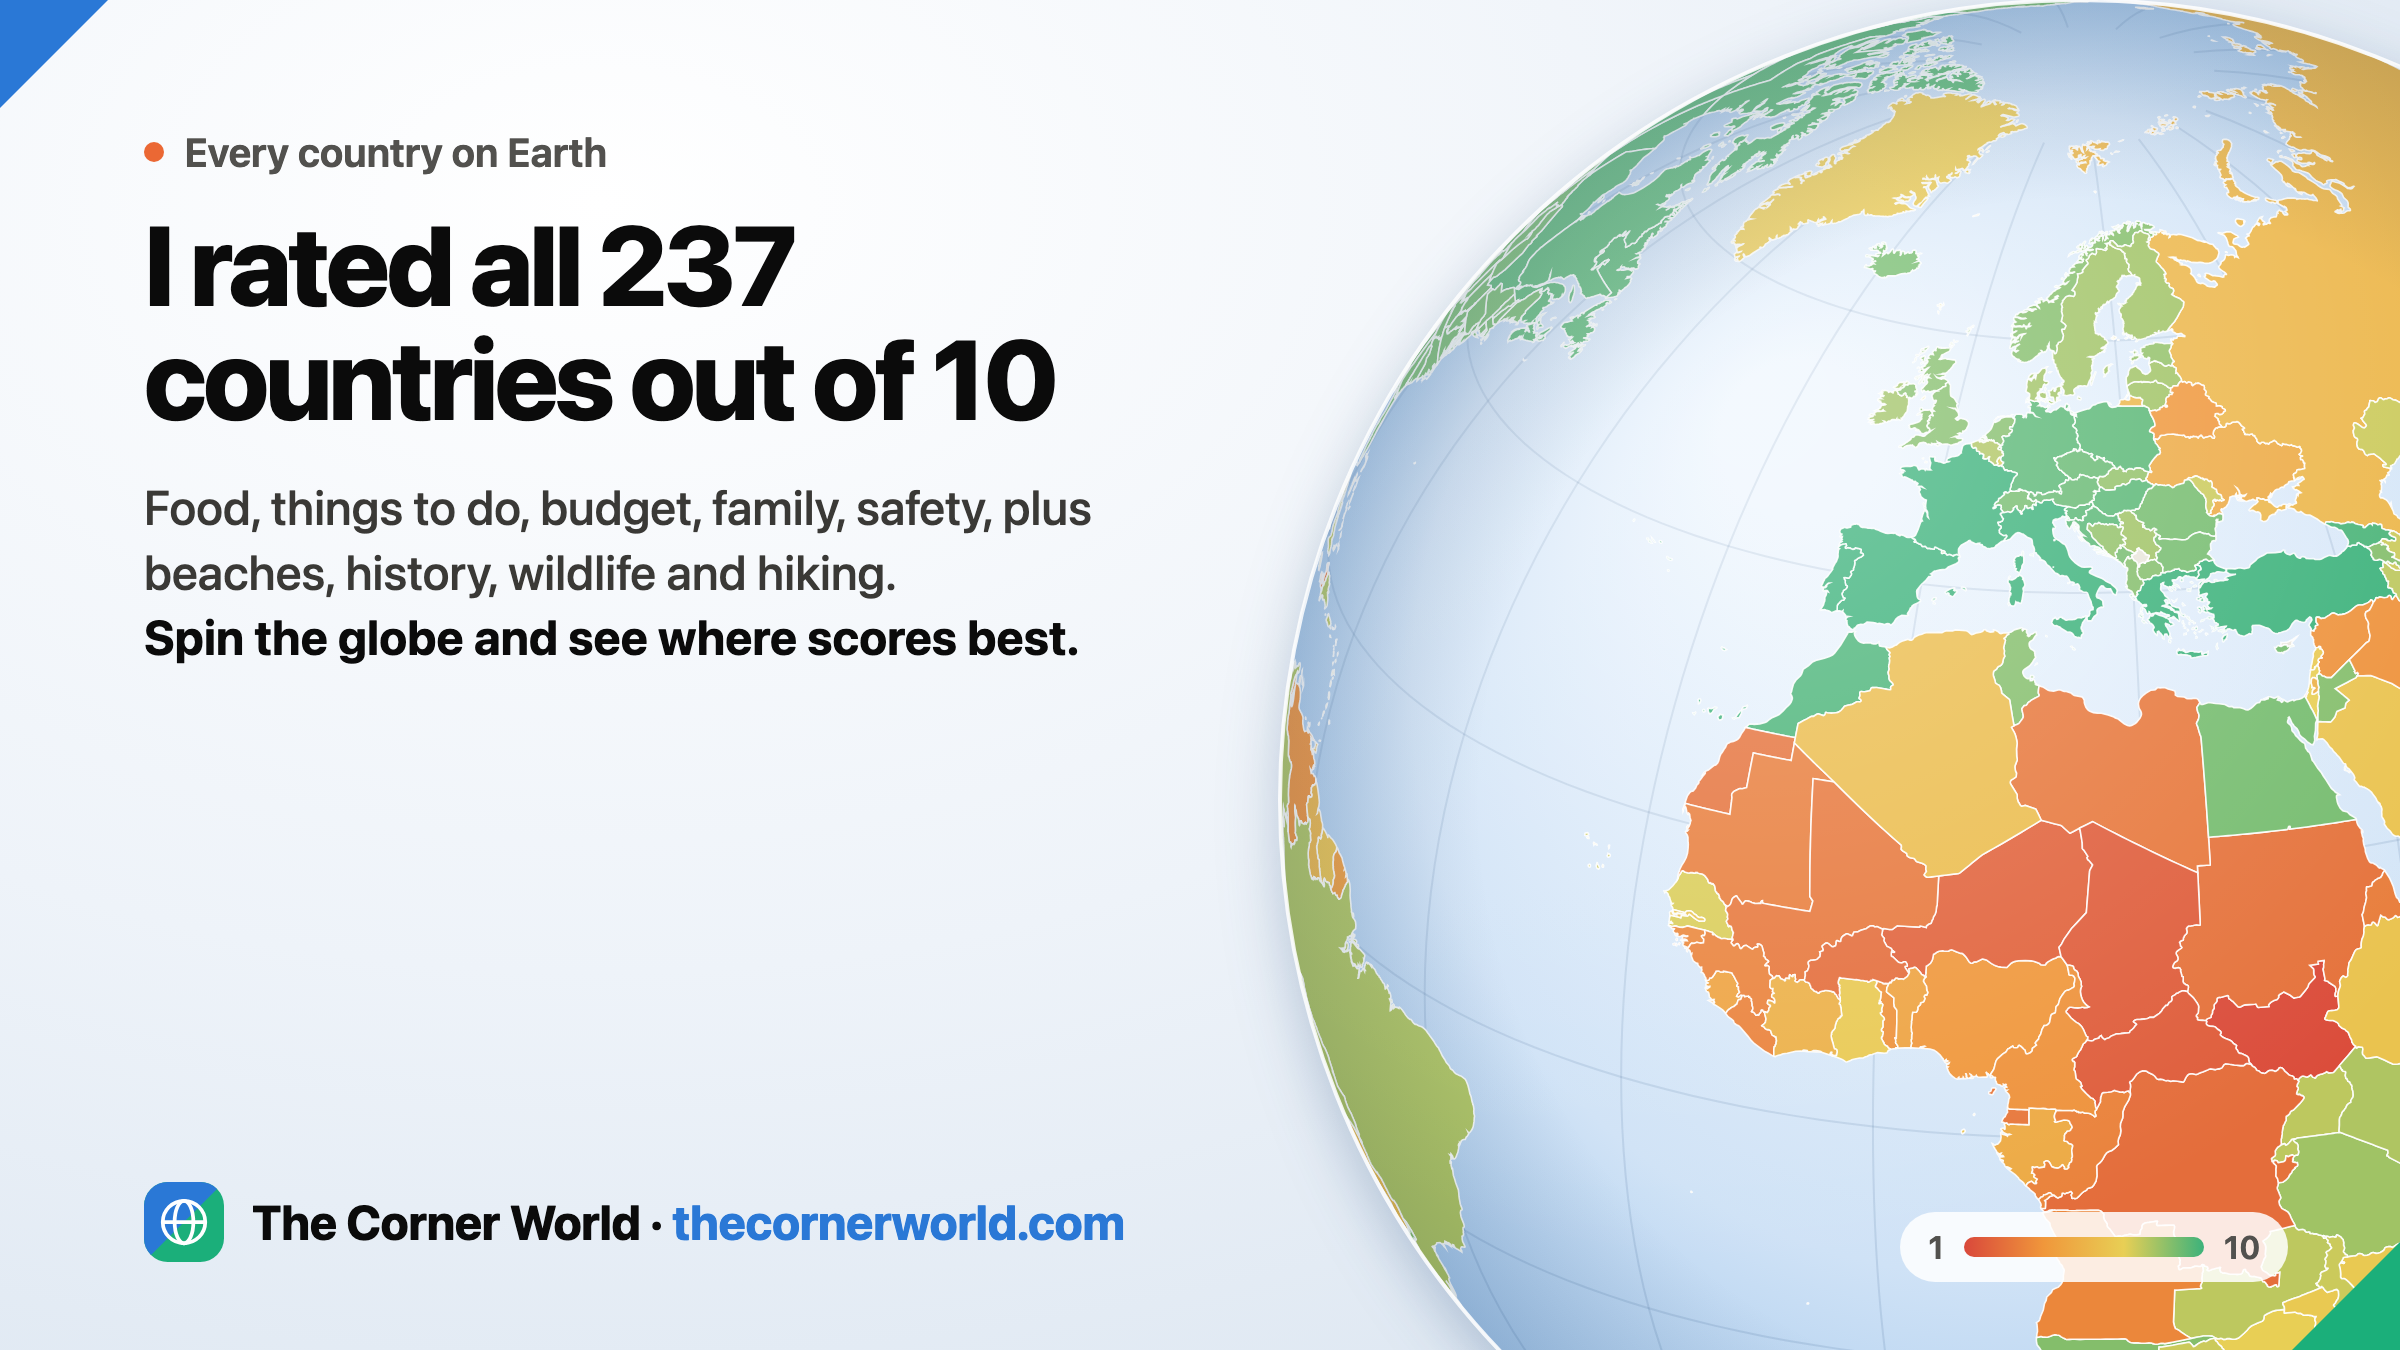 Every country on Earth
I rated all 237
countries out of 10
Food, things to do, budget, family, safety, plus
beaches, history, wildlife and hiking.
Spin the globe and see where scores best.
The Corner World · thecornerworld.com
1 10